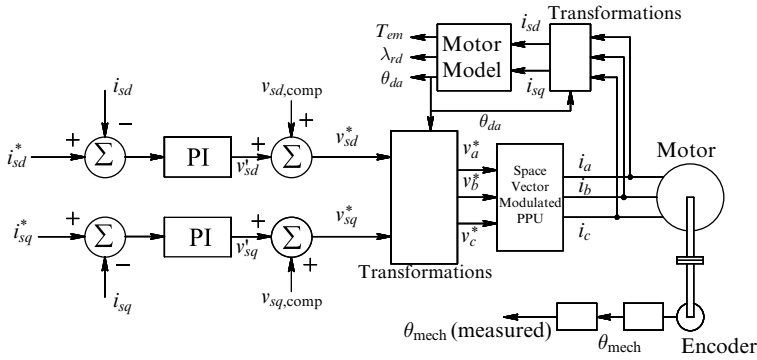 Transformations
T_em
λ_rd
θ_da
Motor
Model
i_sd
i_sq
θ_da
i_sd
v_sd,comp
+
−
+
+
i*_sd
Σ
PI
v'_sd
Σ
v*_sd
v*_a
v*_b
v*_c
Space
Vector
Modulated
PPU
i_a
i_b
i_c
Motor
+
−
+
+
i*_sq
Σ
PI
v'_sq
Σ
v*_sq
i_sq
v_sq,comp
Transformations
θ_mech (measured)
θ_mech
Encoder